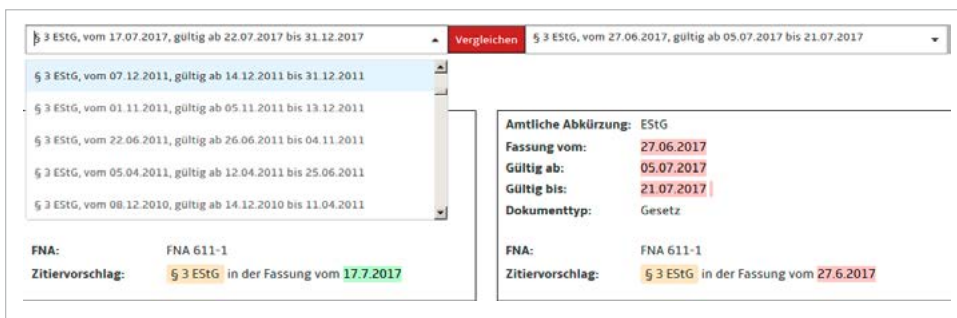 § 3 EStG, vom 17.07.2017, gültig ab 22.07.2017 bis 31.12.2017
Vergleichen
§ 3 EStG, vom 27.06.2017, gültig ab 05.07.2017 bis 21.07.2017
§ 3 EStG, vom 07.12.2011, gültig ab 14.12.2011 bis 31.12.2011
§ 3 EStG, vom 01.11.2011, gültig ab 05.11.2011 bis 13.12.2011
§ 3 EStG, vom 22.06.2011, gültig ab 26.06.2011 bis 04.11.2011
§ 3 EStG, vom 05.04.2011, gültig ab 12.04.2011 bis 25.06.2011
§ 3 EStG, vom 08.12.2010, gültig ab 14.12.2010 bis 11.04.2011
FNA: FNA 611-1
Zitiervorschlag: § 3 EStG in der Fassung vom 17.7.2017
Amtliche Abkürzung: EStG
Fassung vom: 27.06.2017
Gültig ab: 05.07.2017
Gültig bis: 21.07.2017
Dokumenttyp: Gesetz
FNA: FNA 611-1
Zitiervorschlag: § 3 EStG in der Fassung vom 27.6.2017